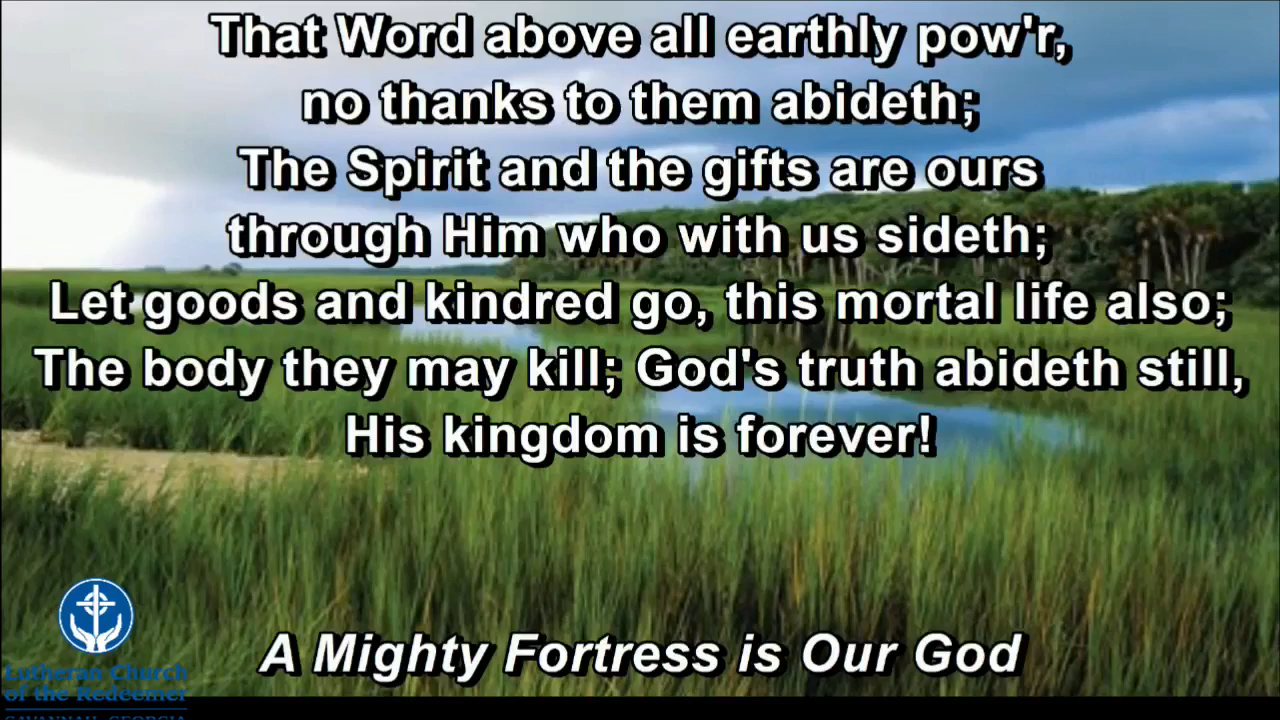 That Word above all earthly pow'r,
no thanks to them abideth;
The Spirit and the gifts are ours
through Him who with us sideth;
Let goods and kindred go, this mortal life also;
The body they may kill; God's truth abideth still,
His kingdom is forever!
A Mighty Fortress is Our God
Lutheran Church
of the Redeemer
SAVANNAH, GEORGIA